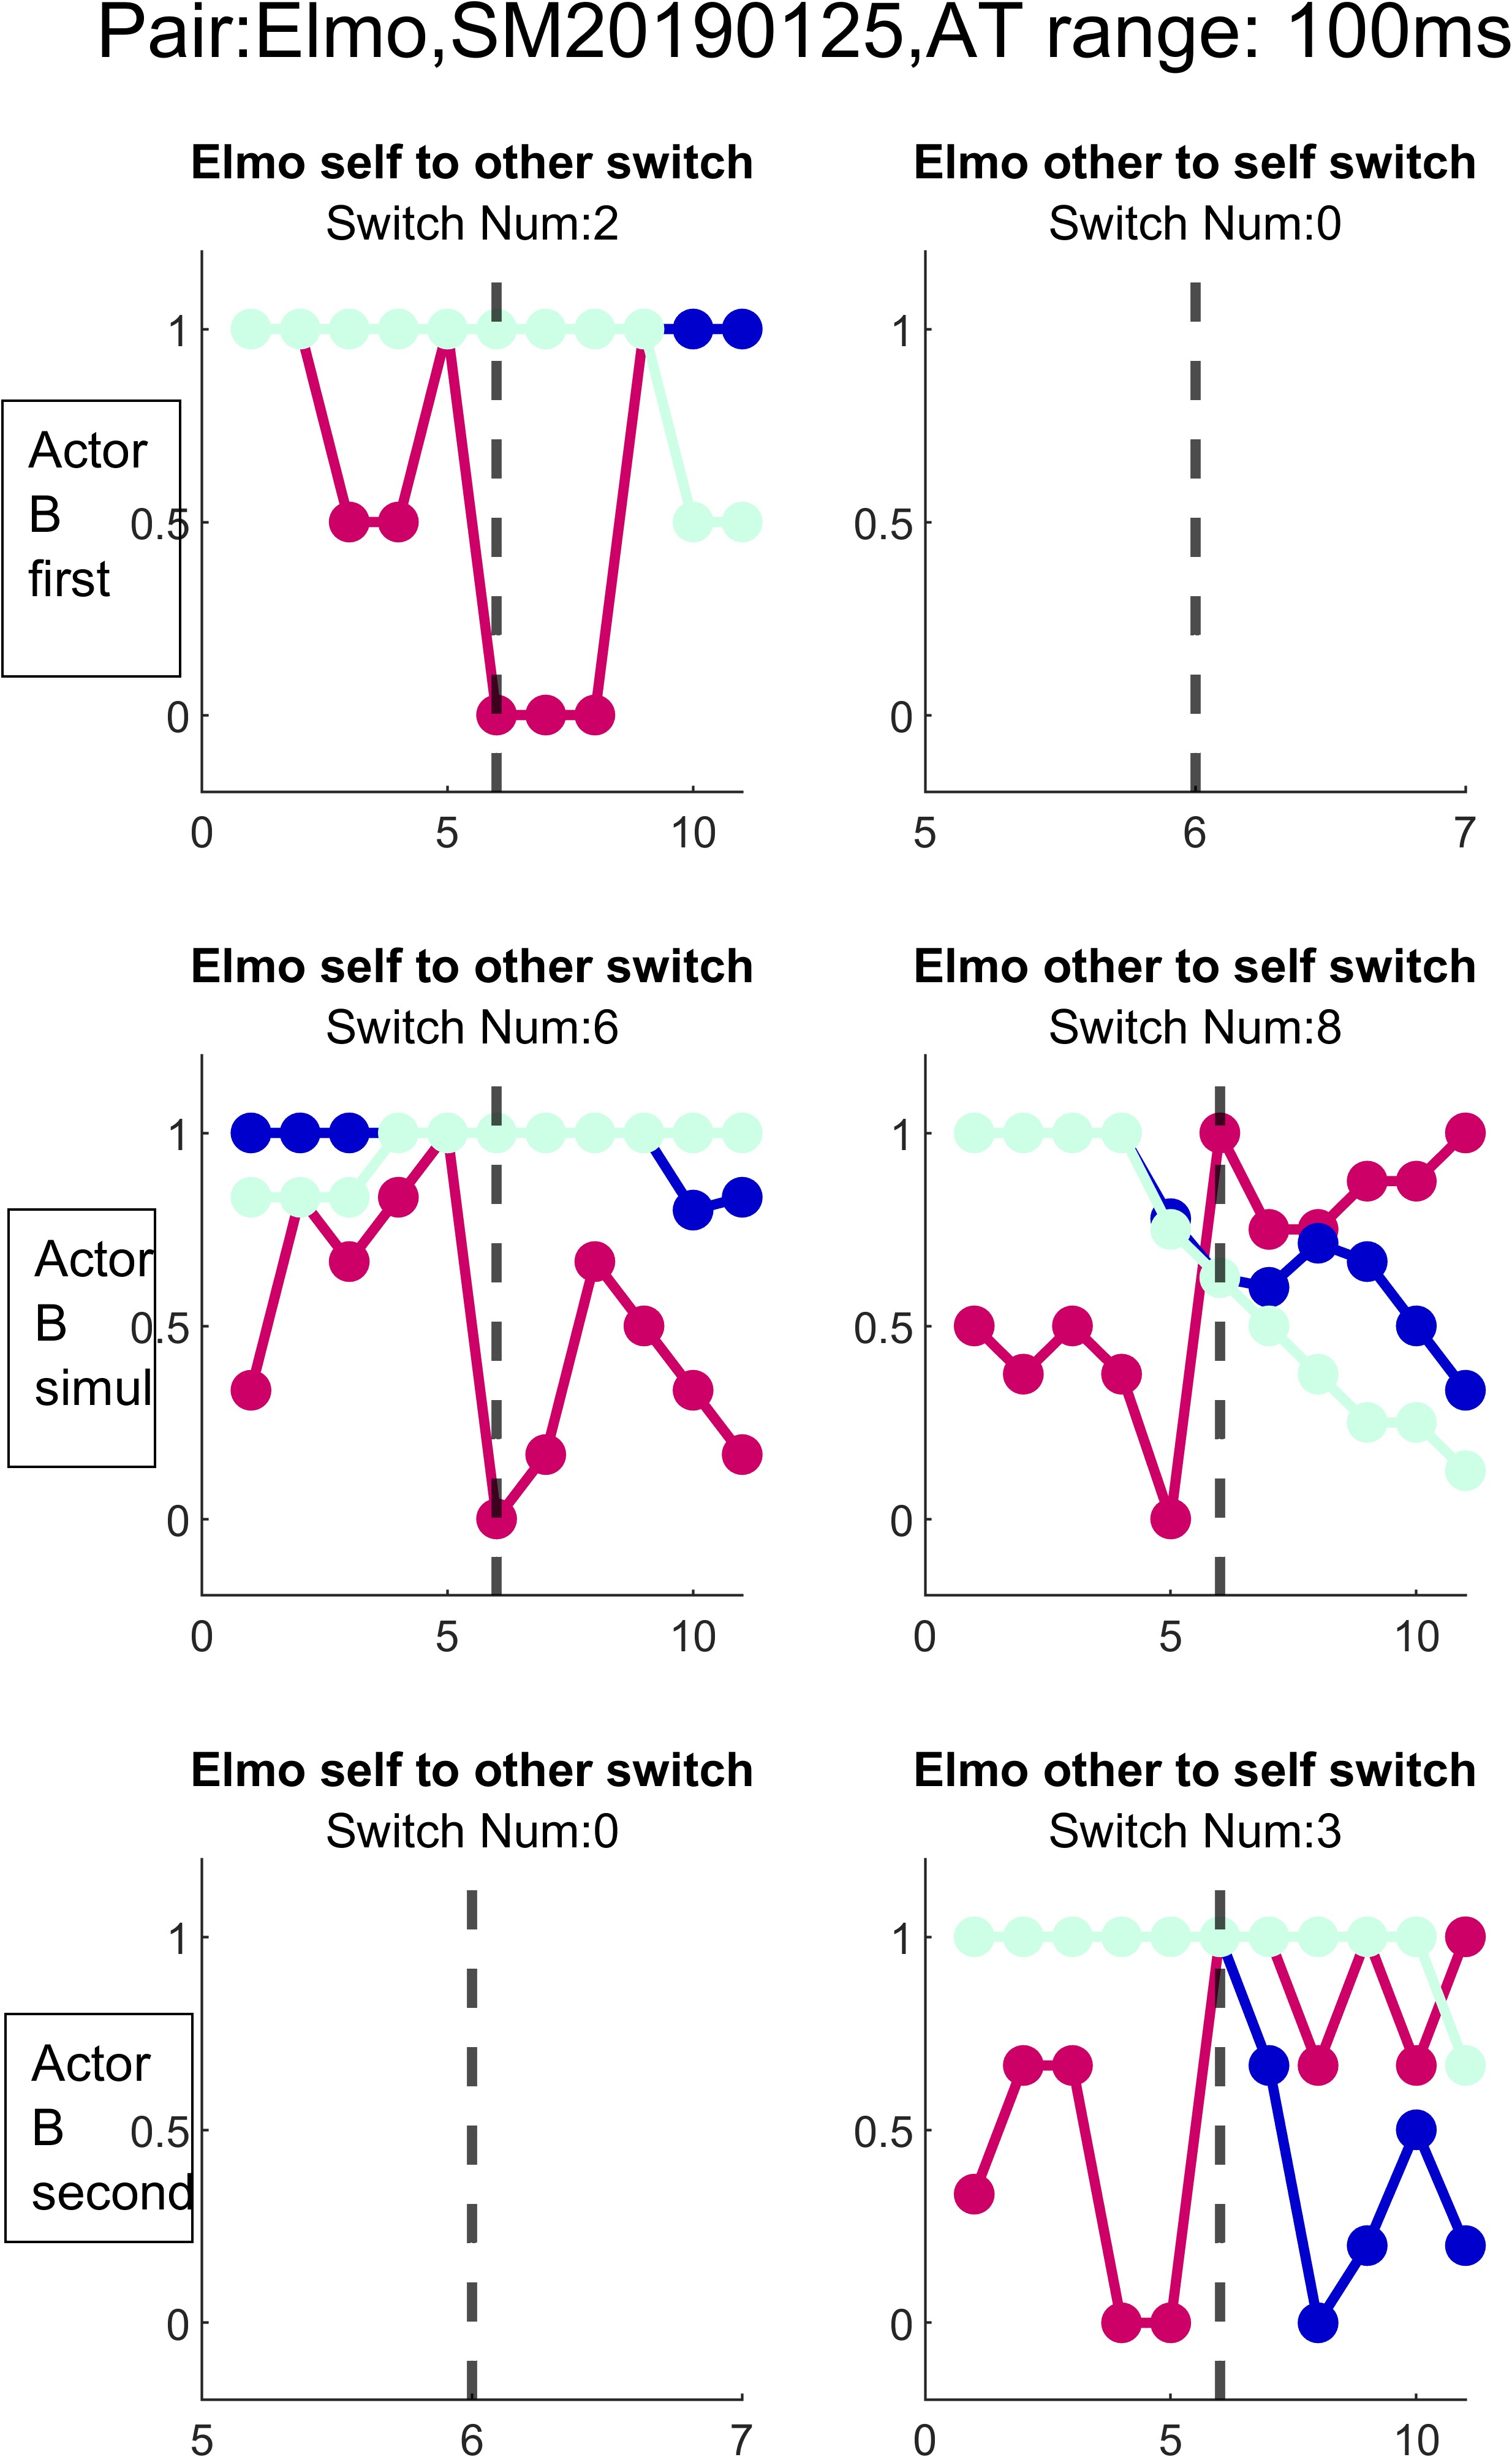 Pair:Elmo,SM20190125,AT range: 100ms
Elmo self to other switch
Switch Num:2
1
0.5
0
0
5
10
Actor
B
first
Elmo other to self switch
Switch Num:0
1
0.5
0
5
6
7
Elmo self to other switch
Switch Num:6
1
0.5
0
0
5
10
Actor
B
simul
Elmo other to self switch
Switch Num:8
1
0.5
0
0
5
10
Elmo self to other switch
Switch Num:0
1
0.5
0
5
6
7
Actor
B
second
Elmo other to self switch
Switch Num:3
1
0.5
0
0
5
10